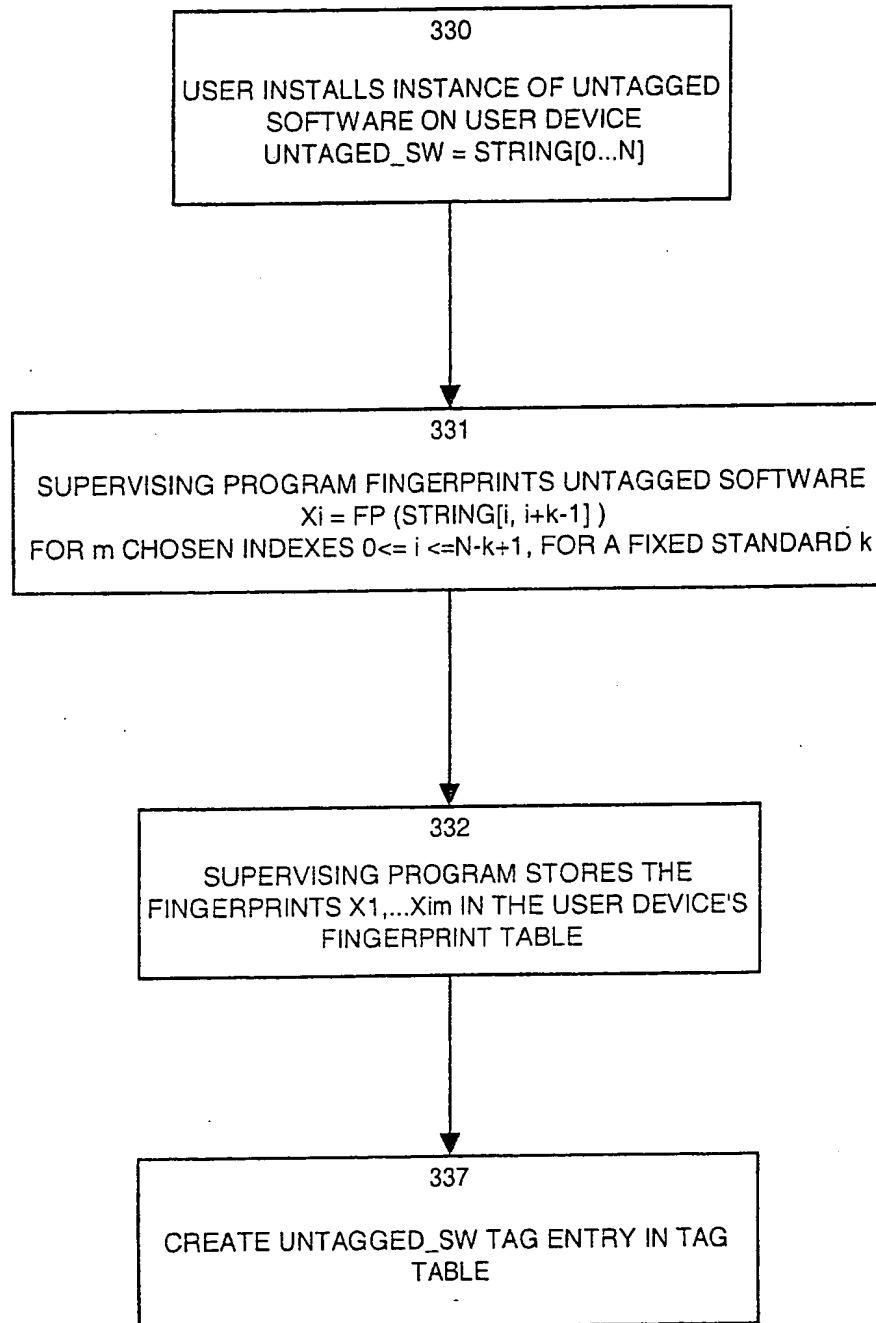 330
USER INSTALLS INSTANCE OF UNTAGGED
SOFTWARE ON USER DEVICE
UNTAGED_SW = STRING[0...N]
331
SUPERVISING PROGRAM FINGERPRINTS UNTAGGED SOFTWARE
Xi = FP (STRING[i, i+k-1] )
FOR m CHOSEN INDEXES 0<= i <=N-k+1, FOR A FIXED STANDARD k
332
SUPERVISING PROGRAM STORES THE
FINGERPRINTS X1,...Xim IN THE USER DEVICE'S
FINGERPRINT TABLE
337
CREATE UNTAGGED_SW TAG ENTRY IN TAG
TABLE